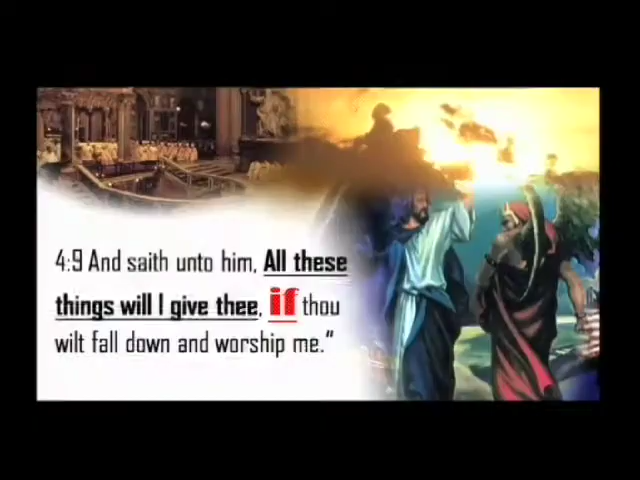 4:9 And saith unto him, All these
things will I give thee, if thou
wilt fall down and worship me.”